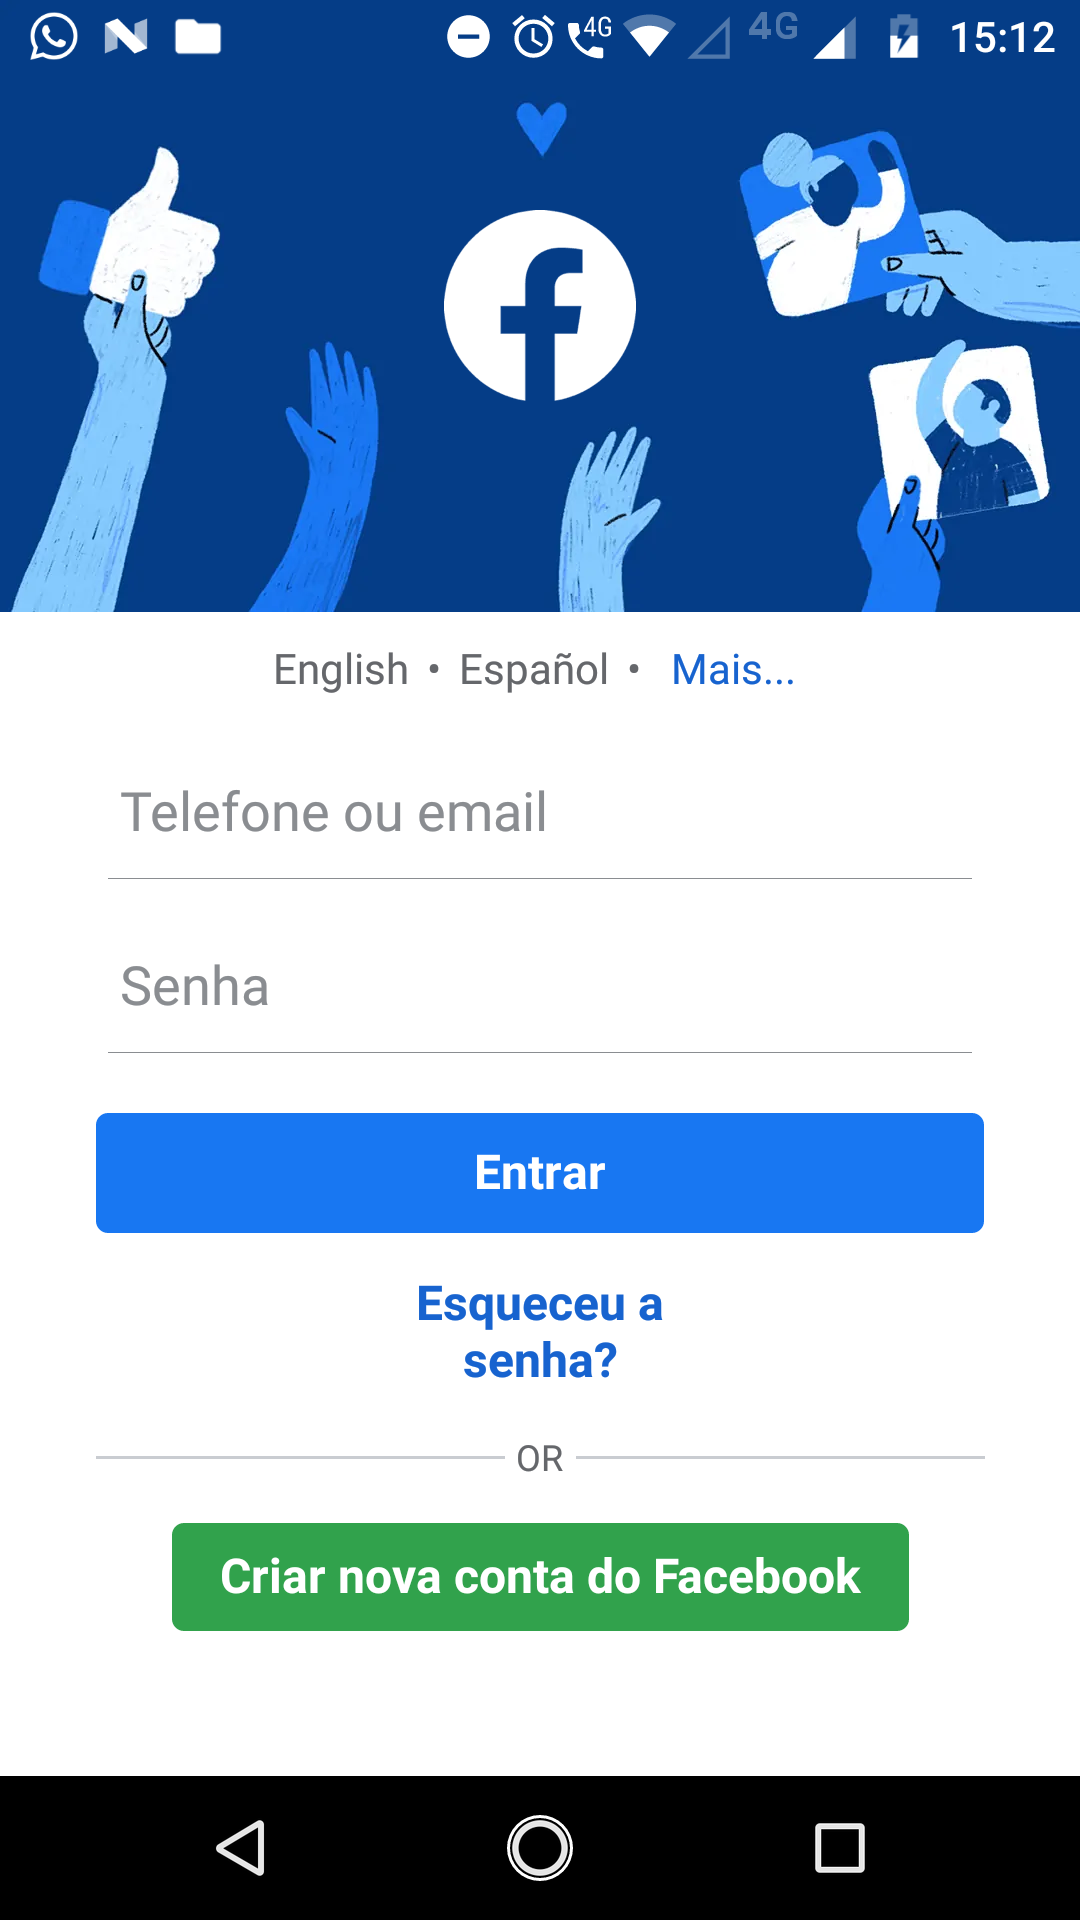 4G 4G 15:12
English • Español • Mais...
Telefone ou email
Senha
Entrar
Esqueceu a
senha?
OR
Criar nova conta do Facebook